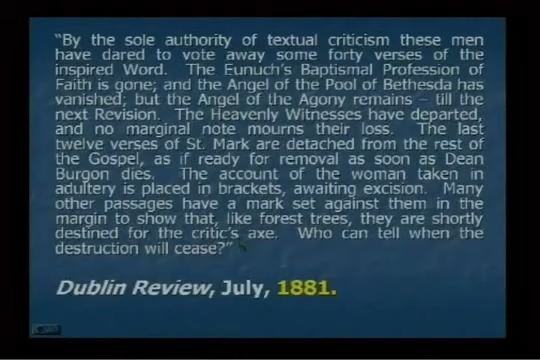 "By the sole authority of textual criticism these men
have dared to vote away some forty verses of the
inspired Word. The Eunuch's Baptismal Profession of
Faith is gone; and the Angel of the Pool of Bethesda has
vanished; but the Angel of the Agony remains – till the
next Revision. The Heavenly Witnesses have departed,
and no marginal note mourns their loss. The last
twelve verses of St. Mark are detached from the rest of
the Gospel, as if ready for removal as soon as Dean
Burgon dies. The account of the woman taken in
adultery is placed in brackets, awaiting excision. Many
other passages have a mark set against them in the
margin to show that, like forest trees, they are shortly
destined for the critic's axe. Who can tell when the
destruction will cease?"
Dublin Review, July, 1881.